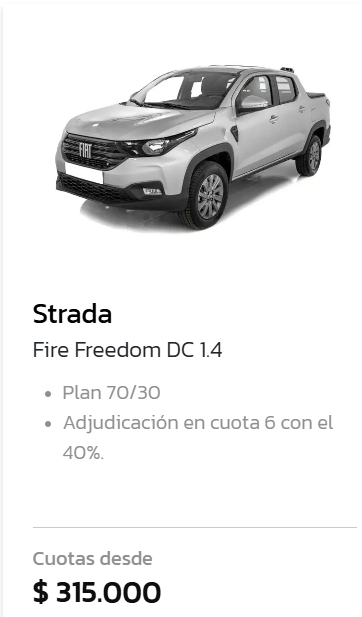 FIAT
Strada
Fire Freedom DC 1.4
• Plan 70/30
• Adjudicación en cuota 6 con el
40%.
Cuotas desde
$ 315.000